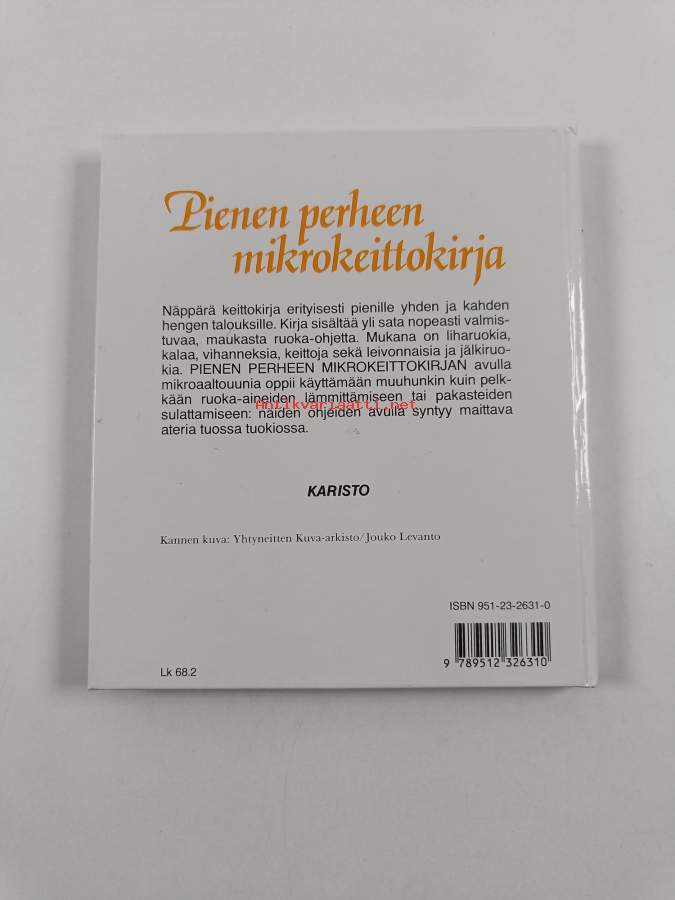 Pienen perheen
mikrokeittokirja
Näppärä keittokirja erityisesti pienille yhden ja kahden
hengen talouksille. Kirja sisältää yli sata nopeasti valmis-
tuvaa, maukasta ruoka-ohjetta. Mukana on liharuokia,
kalaa, vihanneksia, keittoja sekä leivonnaisia ja jälkiruo-
kia. PIENEN PERHEEN MIKROKEITTOKIRJAN avulla
mikroaaltouunia oppii käyttämään muuhunkin kuin pelk-
kään ruoka-aineiden lämmittämiseen tai pakasteiden
Antikvariaatti.net
sulattamiseen: näiden ohjeiden avulla syntyy maittava
ateria tuossa tuokiossa.
KARISTO
Kannen kuva: Yhtyneitten Kuva-arkisto/Jouko Levanto
ISBN 951-23-2631-0
9 789512 326310
Lk 68.2